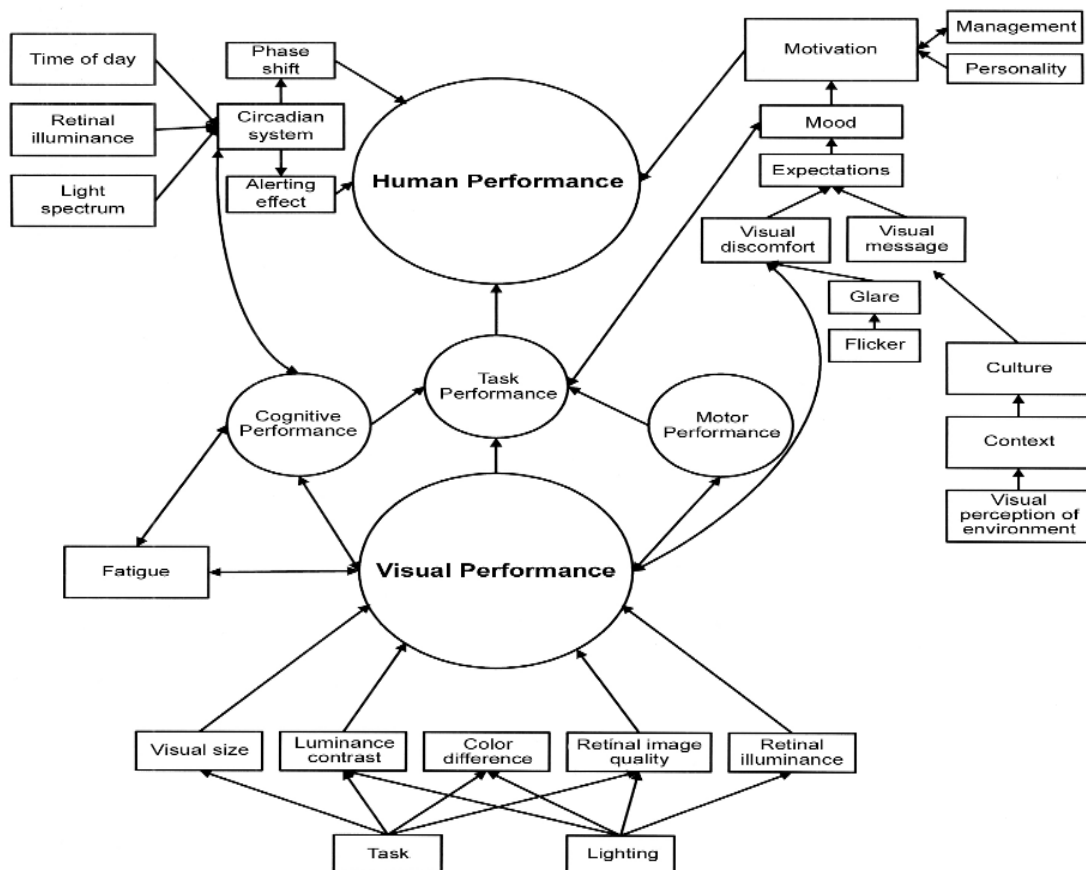 Time of day
Retinal
illuminance
Light
spectrum
Phase
shift
Circadian
system
Alerting
effect
Human Performance
Motivation
Management
Personality
Mood
Expectations
Visual
discomfort
Visual
message
Glare
Flicker
Culture
Context
Visual
perception of
environment
Task
Performance
Cognitive
Performance
Motor
Performance
Fatigue
Visual Performance
Visual size
Luminance
contrast
Color
difference
Retinal image
quality
Retinal
illuminance
Task
Lighting